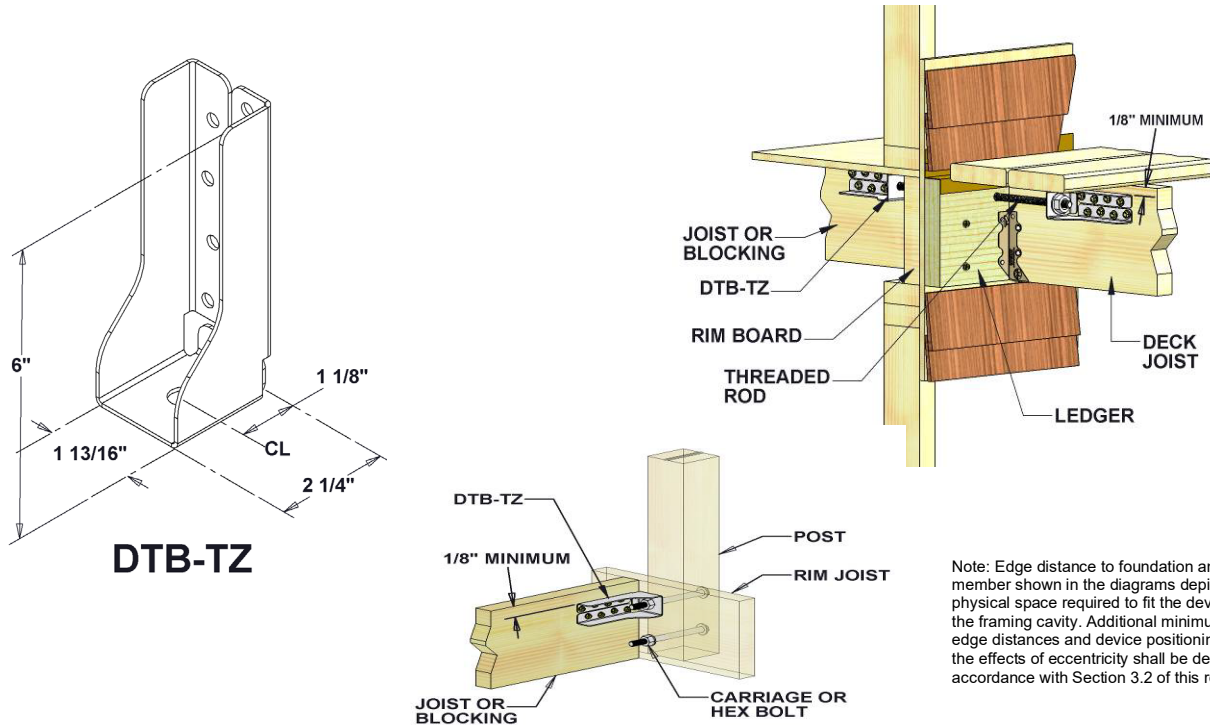 6"
1 13/16"
1 1/8"
CL
2 1/4"
DTB-TZ
1/8" MINIMUM
JOIST OR
BLOCKING
DTB-TZ
RIM BOARD
THREADED
ROD
DECK
JOIST
LEDGER
DTB-TZ
1/8" MINIMUM
POST
RIM JOIST
JOIST OR
BLOCKING
CARRIAGE OR
HEX BOLT
Note: Edge distance to foundation
member shown in the diagrams
physical space required to fit the
the framing cavity. Additional
edge distances and device
the effects of eccentricity shall be
accordance with Section 3.2 of this